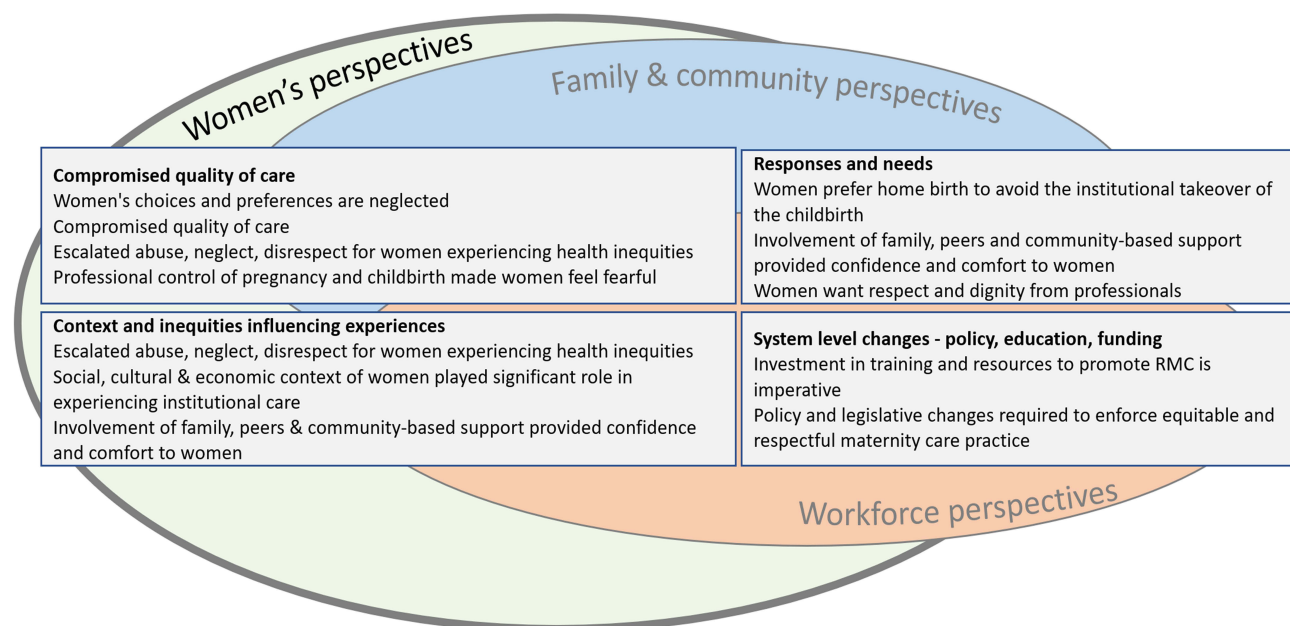 Women's perspectives
Family & community perspectives
Compromised quality of care
Women's choices and preferences are neglected
Compromised quality of care
Escalated abuse, neglect, disrespect for women experiencing health inequities
Professional control of pregnancy and childbirth made women feel fearful
Responses and needs
Women prefer home birth to avoid the institutional takeover of
the childbirth
Involvement of family, peers and community-based support
provided confidence and comfort to women
Women want respect and dignity from professionals
Context and inequities influencing experiences
Escalated abuse, neglect, disrespect for women experiencing health inequities
Social, cultural & economic context of women played significant role in
experiencing institutional care
Involvement of family, peers & community-based support provided confidence
and comfort to women
System level changes - policy, education, funding
Investment in training and resources to promote RMC is
imperative
Policy and legislative changes required to enforce equitable and
respectful maternity care practice
Workforce perspectives